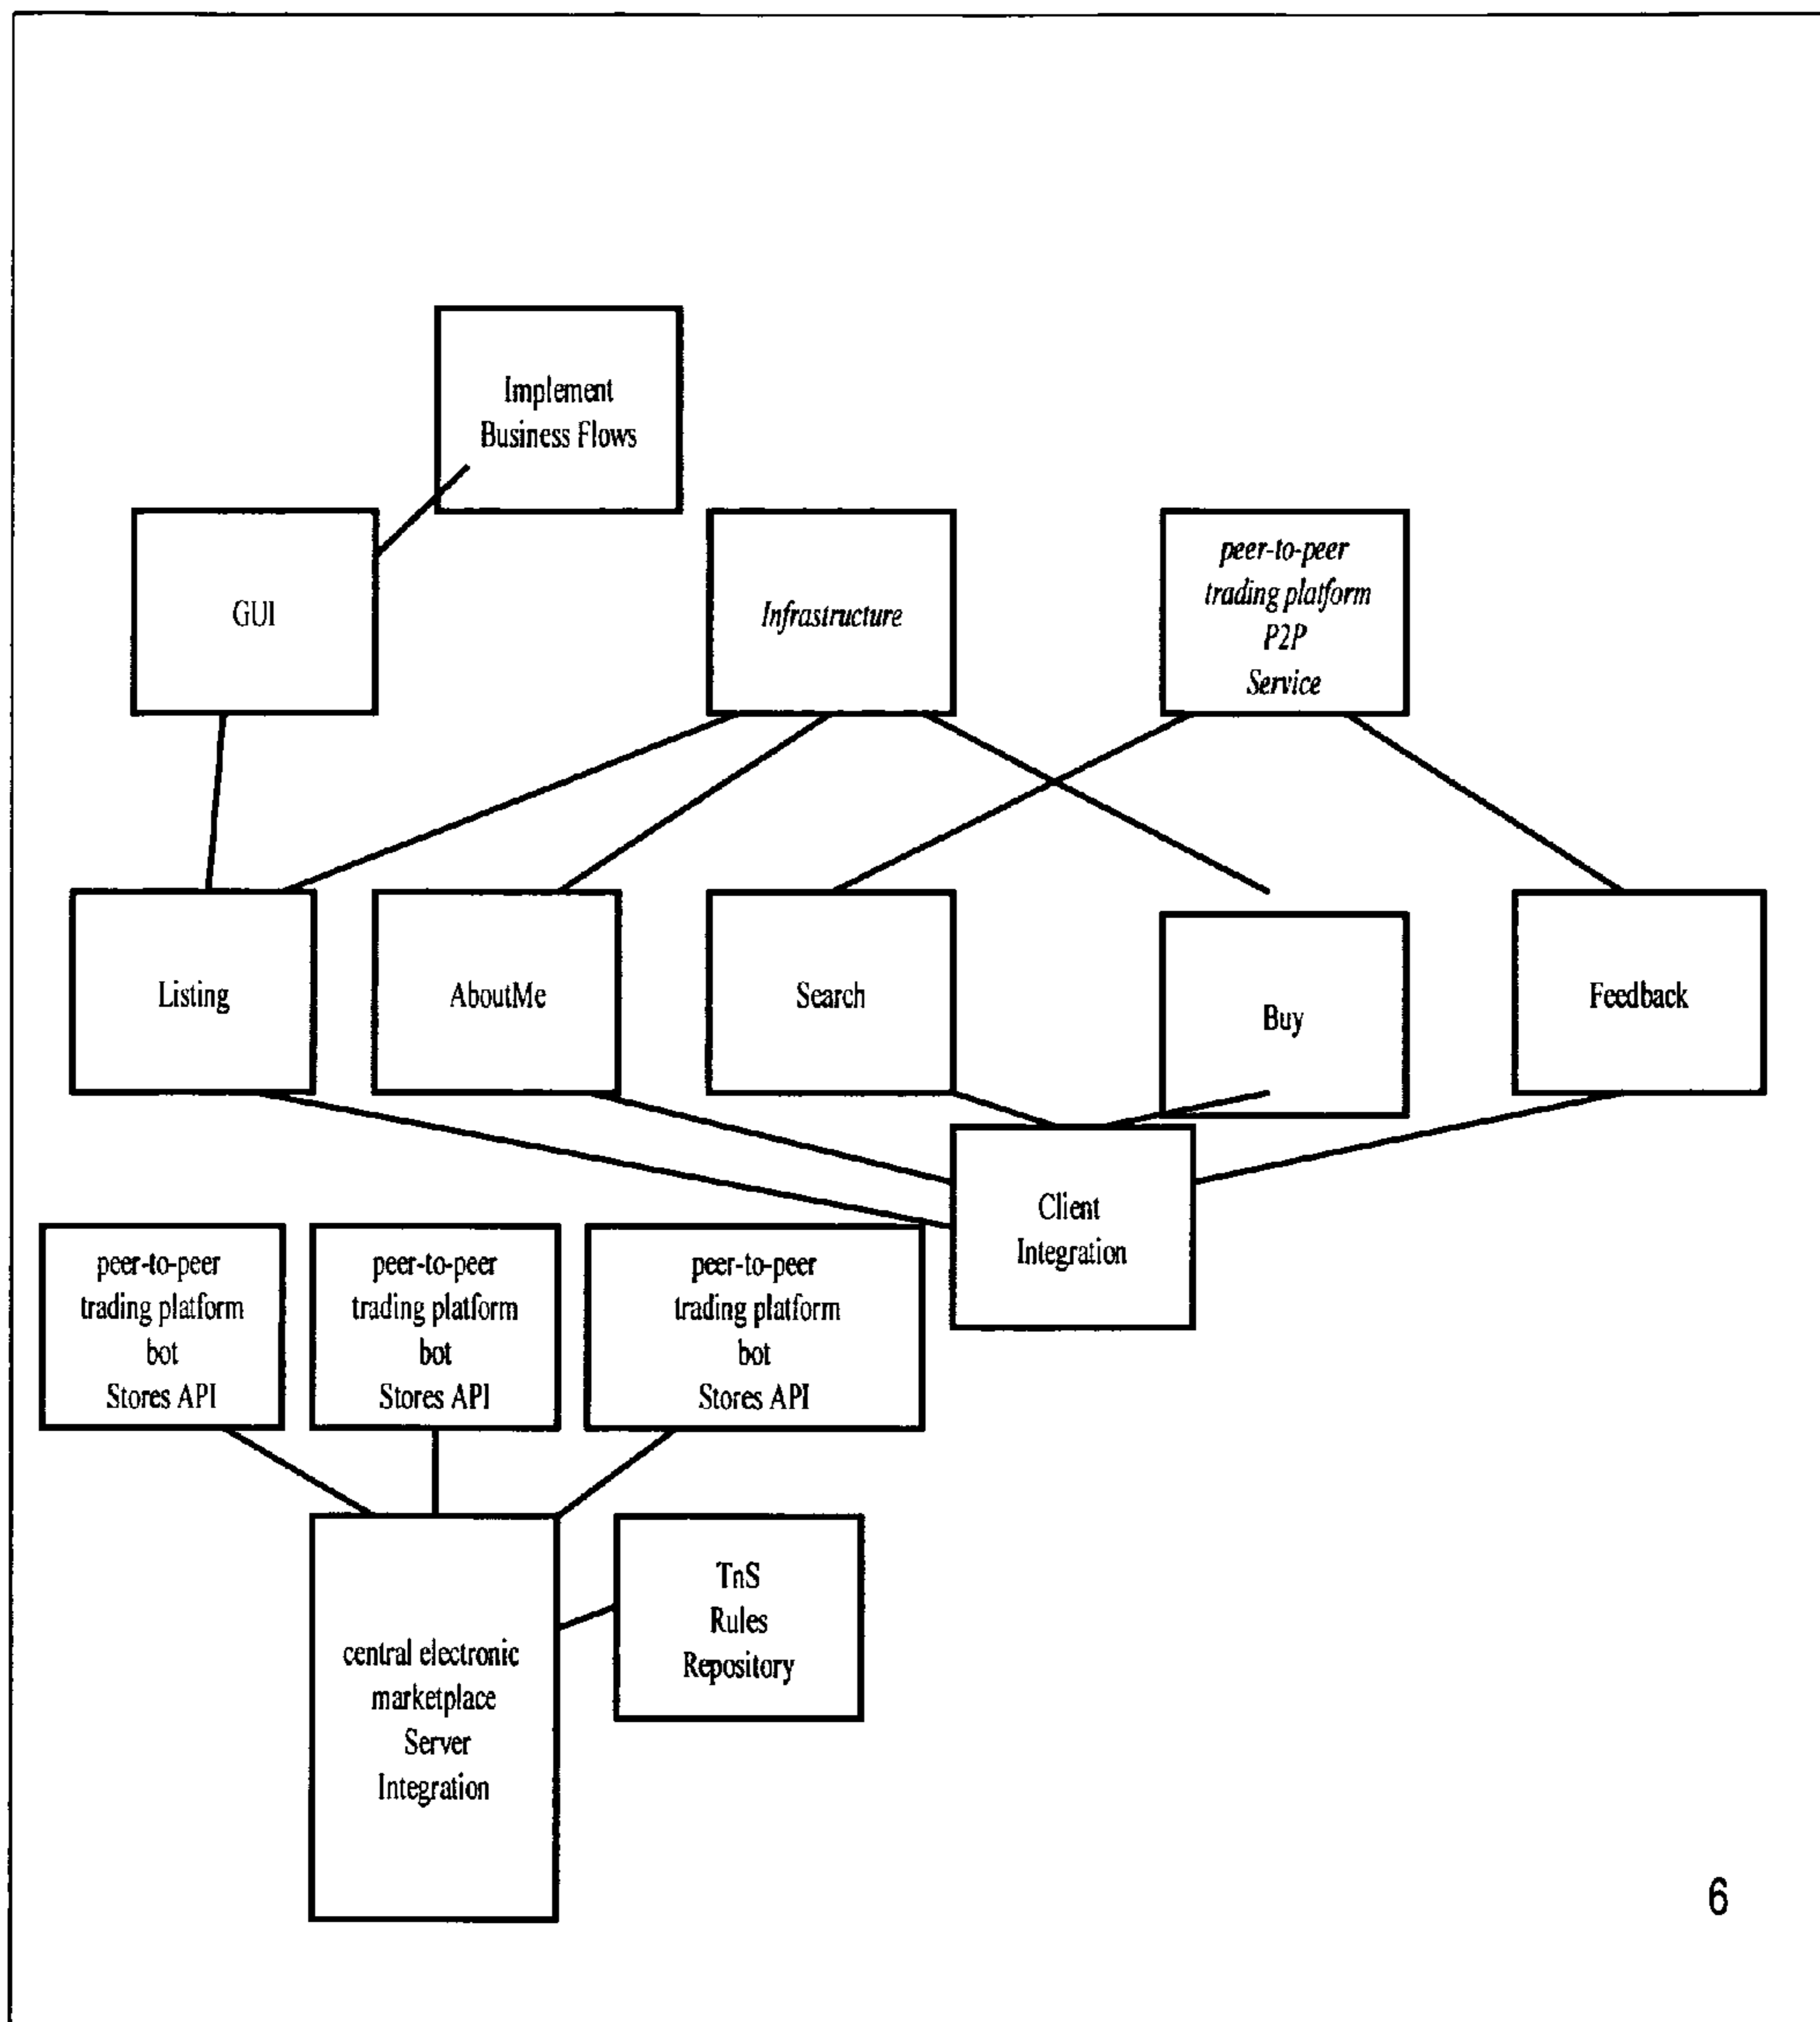 Implement
Business Flows
GUI
Infrastructure
peer-to-peer
trading platform
P2P
Service
Listing
AboutMe
Search
Buy
Feedback
Client
Integration
peer-to-peer
trading platform
bot
Stores API
peer-to-peer
trading platform
bot
Stores API
peer-to-peer
trading platform
bot
Stores API
central electronic
marketplace
Server
Integration
TnS
Rules
Repository
6